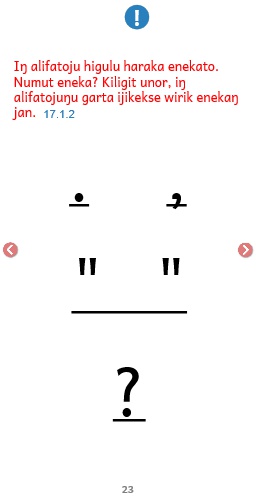 !
Iŋ alifatoju higulu haraka enekato.
Numut eneka? Kiligit unor, iŋ
alifatojuŋu garta ijikekse wirik enekaŋ
jan. 17.1.2
. ,
" "
?
23